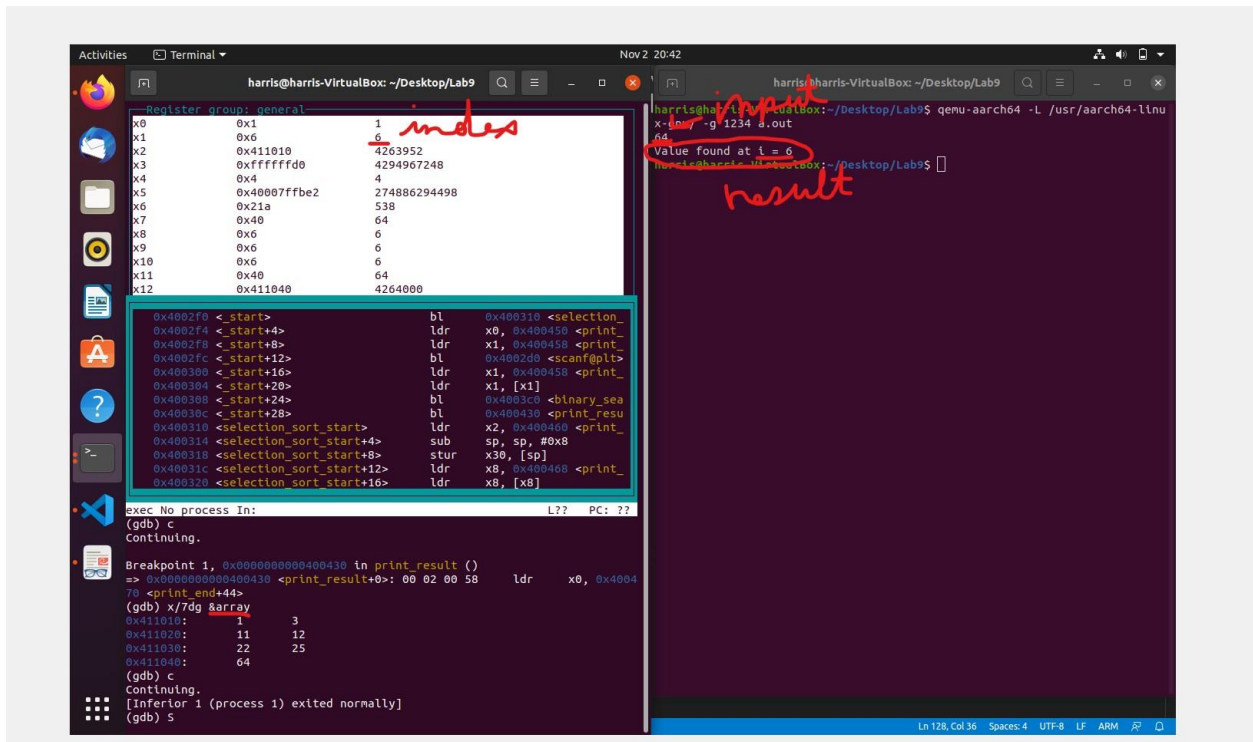 Activities Terminal Nov 2 20:42
harris@harris-VirtualBox: ~/Desktop/Lab9
Register group: general
x0 0x1 1
x1 0x6 6
x2 0x411010 4263952
x3 0xffffffd0 4294967248
x4 0x4 4
x5 0x40007ffbe2 274886294498
x6 0x21a 538
x7 0x40 64
x8 0x6 6
x9 0x6 6
x10 0x6 6
x11 0x40 64
x12 0x411040 4264000
index
0x4002f0 <_start> bl 0x400310 <selection_
0x4002f4 <_start+4> ldr x0, 0x400450 <print_
0x4002f8 <_start+8> ldr x1, 0x400458 <print_
0x4002fc <_start+12> bl 0x4002d0 <scanf@plt>
0x400300 <_start+16> ldr x1, 0x400458 <print_
0x400304 <_start+20> ldr x1, [x1]
0x400308 <_start+24> bl 0x4003c0 <binary_sea
0x40030c <_start+28> bl 0x400430 <print_resu
0x400310 <selection_sort_start> ldr x2, 0x400460 <print_
0x400314 <selection_sort_start+4> sub sp, sp, #0x8
0x400318 <selection_sort_start+8> stur x30, [sp]
0x40031c <selection_sort_start+12> ldr x8, 0x400468 <print_
0x400320 <selection_sort_start+16> ldr x8, [x8]
exec No process In: L?? PC: ??
(gdb) c
Continuing.
Breakpoint 1, 0x0000000000400430 in print_result ()
=> 0x0000000000400430 <print_result+0>: 00 02 00 58 ldr x0, 0x4004
70 <print_end+44>
(gdb) x/7dg &array
0x411010: 1 3
0x411020: 11 12
0x411030: 22 25
0x411040: 64
(gdb) c
Continuing.
[Inferior 1 (process 1) exited normally]
(gdb) S
harris@harris-VirtualBox: ~/Desktop/Lab9
harris@harris-VirtualBox:~/Desktop/Lab9$ qemu-aarch64 -L /usr/aarch64-linu
x-gnu/ -g 1234 a.out
64
input
Value found at i = 6
harris@harris-VirtualBox:~/Desktop/Lab9$
result
Ln 128, Col 36 Spaces: 4 UTF-8 LF ARM